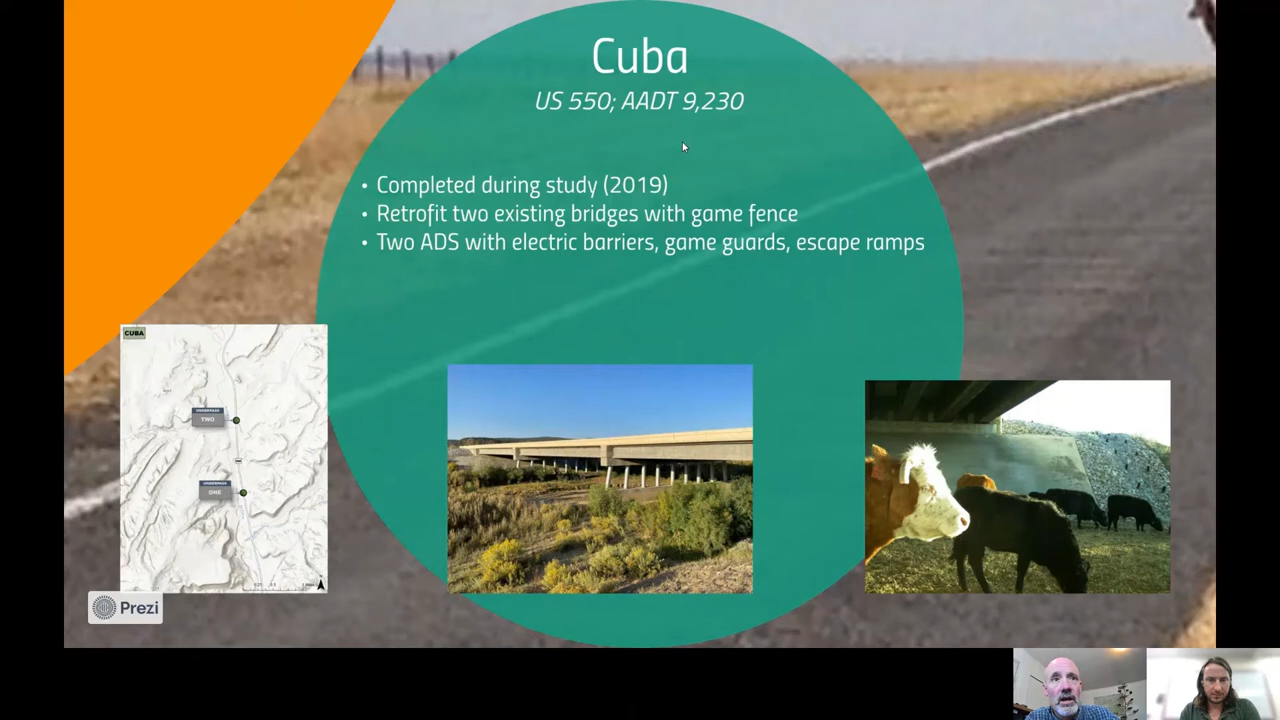 Cuba
US 550; AADT 9,230
• Completed during study (2019)
• Retrofit two existing bridges with game fence
• Two ADS with electric barriers, game guards, escape ramps
CUBA
UNDERPASS
TWO
UNDERPASS
ONE
Prezi